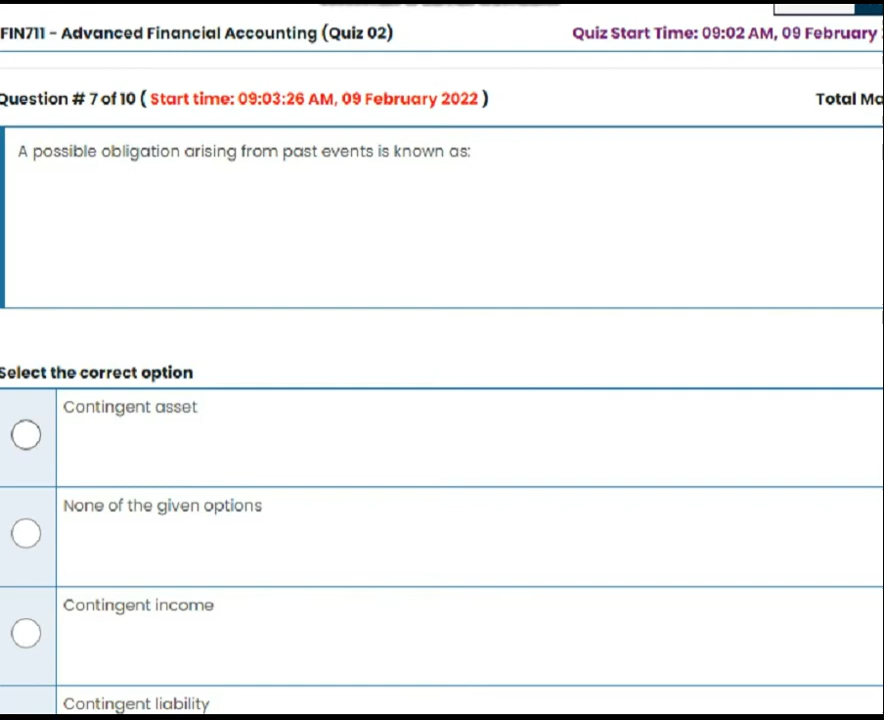 FIN711 - Advanced Financial Accounting (Quiz 02) Quiz Start Time: 09:02 AM, 09 February
Question # 7 of 10 ( Start time: 09:03:26 AM, 09 February 2022 ) Total Ma
A possible obligation arising from past events is known as:
Select the correct option
Contingent asset
None of the given options
Contingent income
Contingent liability